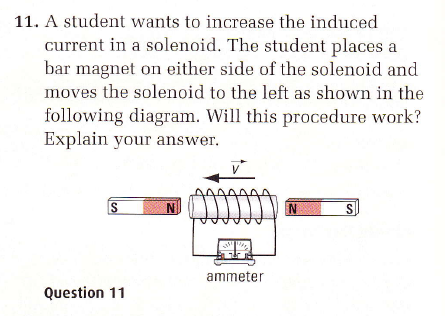 11. A student wants to increase the induced
current in a solenoid. The student places a
bar magnet on either side of the solenoid and
moves the solenoid to the left as shown in the
following diagram. Will this procedure work?
Explain your answer.
v
S N N S
ammeter
Question 11